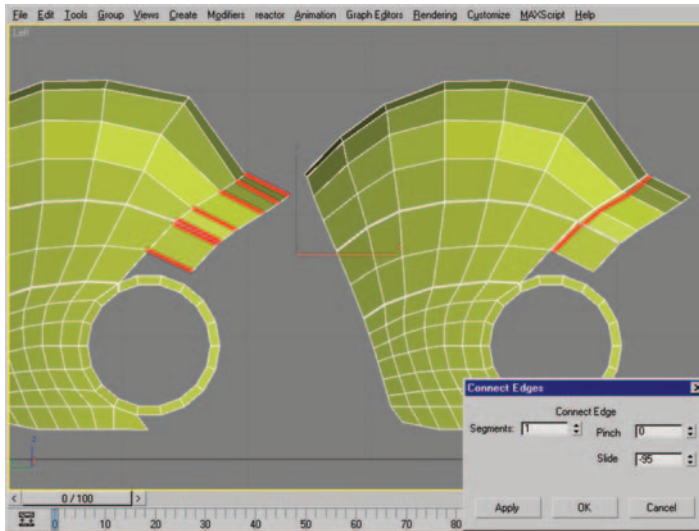 File Edit Tools Group Views Create Modifiers reactor Animation Graph Editors Rendering Customize MAXScript Help
Left
Connect Edges
Connect Edge
Segments: 1
Pinch 0
Slide -95
Apply OK Cancel
< 0 / 100 >
0 10 20 30 40 50 60 70 80